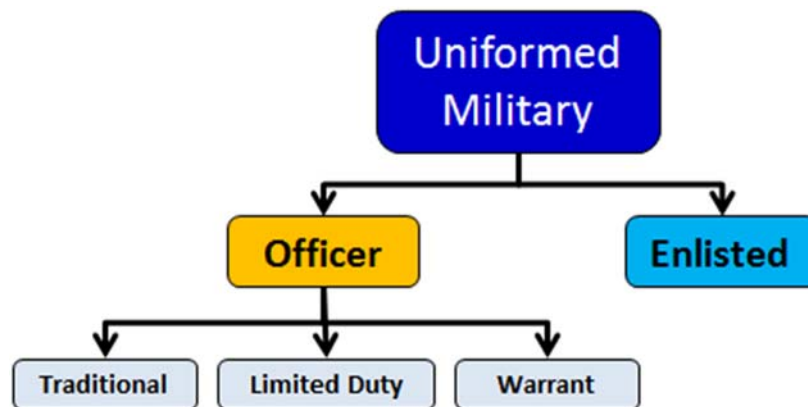 Uniformed
Military
Officer
Enlisted
Traditional
Limited Duty
Warrant